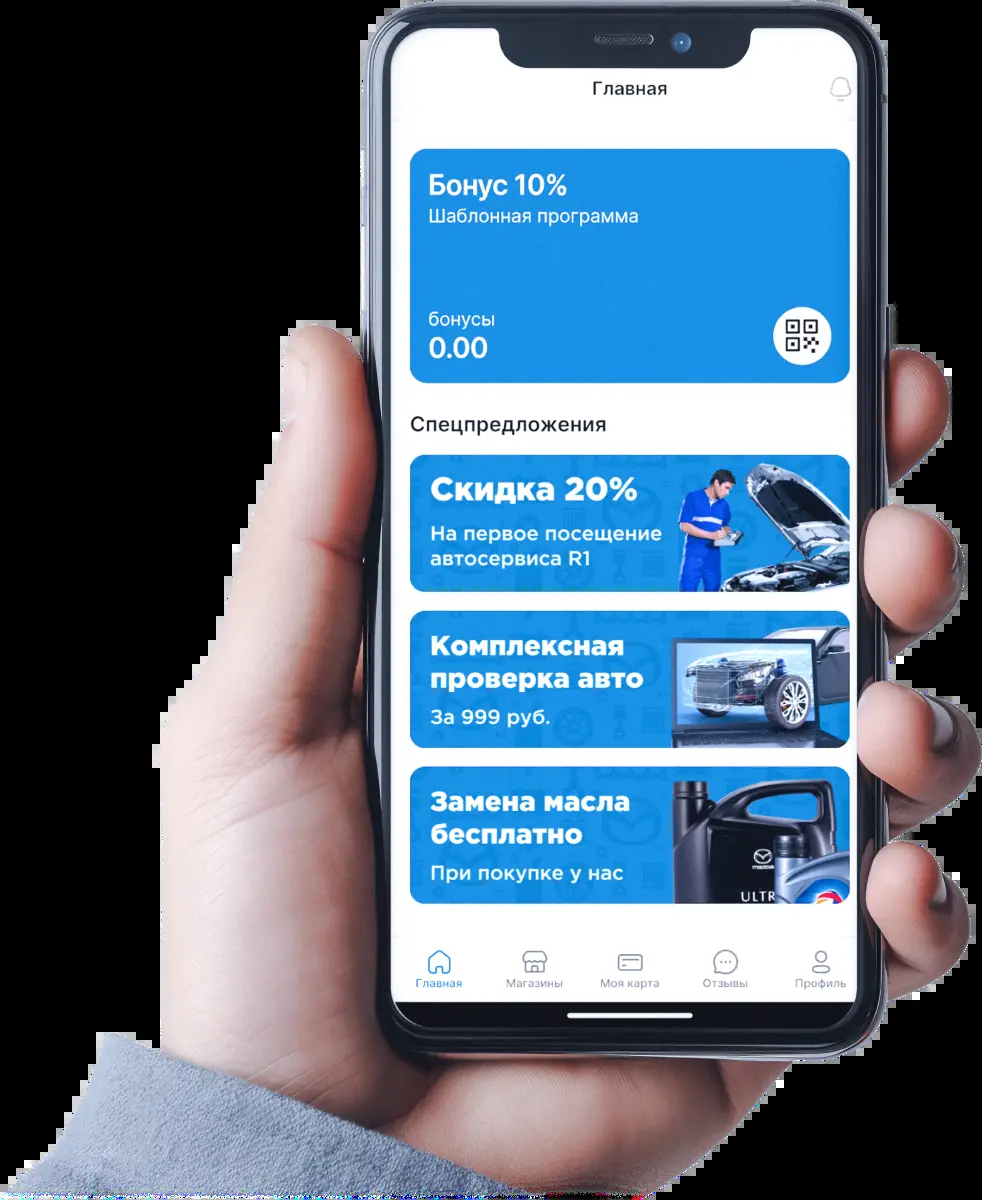 Главная
Бонус 10%
Шаблонная программа
бонусы
0.00
Спецпредложения
Скидка 20%
На первое посещение
автосервиса R1
Комплексная
проверка авто
За 999 руб.
Замена масла
бесплатно
При покупке у нас
mazda
ULTR
Главная
Магазины
Моя карта
Отзывы
Профиль